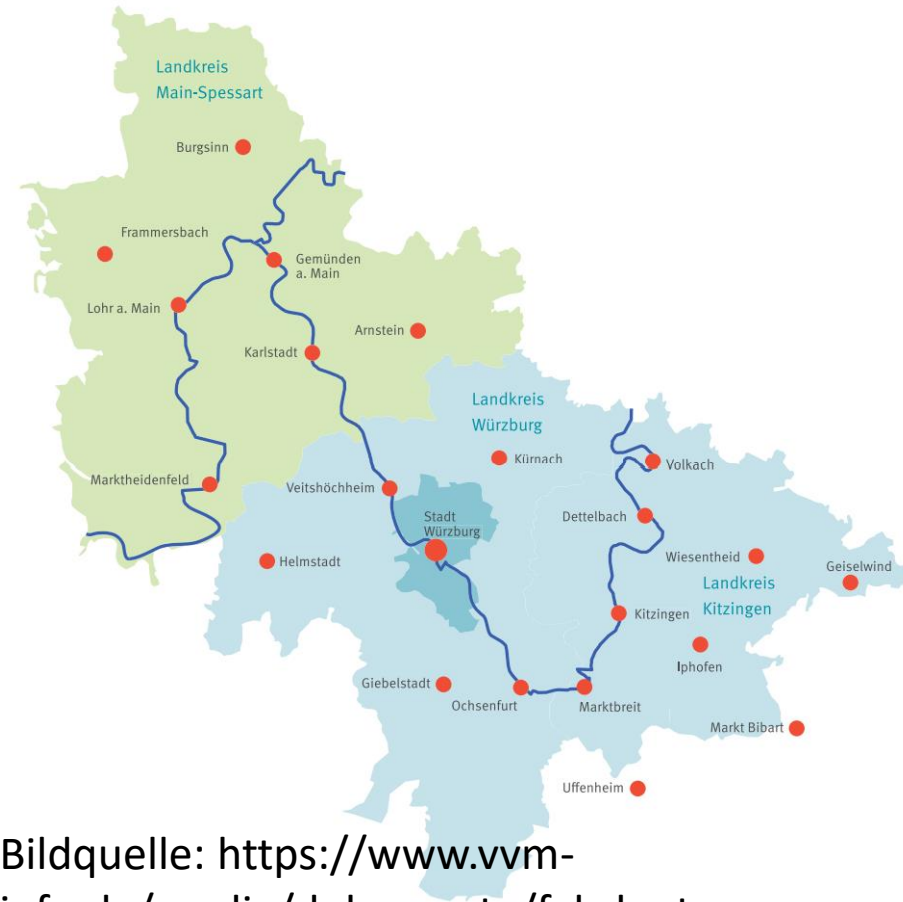 Landkreis
Main-Spessart
Burgsinn
Frammersbach
Gemünden
a. Main
Lohr a. Main
Arnstein
Karlstadt
Landkreis
Würzburg
Kürnach
Volkach
Marktheidenfeld
Veitshöchheim
Stadt
Würzburg
Dettelbach
Wiesentheid
Helmstadt
Geiselwind
Landkreis
Kitzingen
Kitzingen
Iphofen
Giebelstadt
Ochsenfurt
Marktbreit
Markt Bibart
Uffenheim
Bildquelle: https://www.vvm-